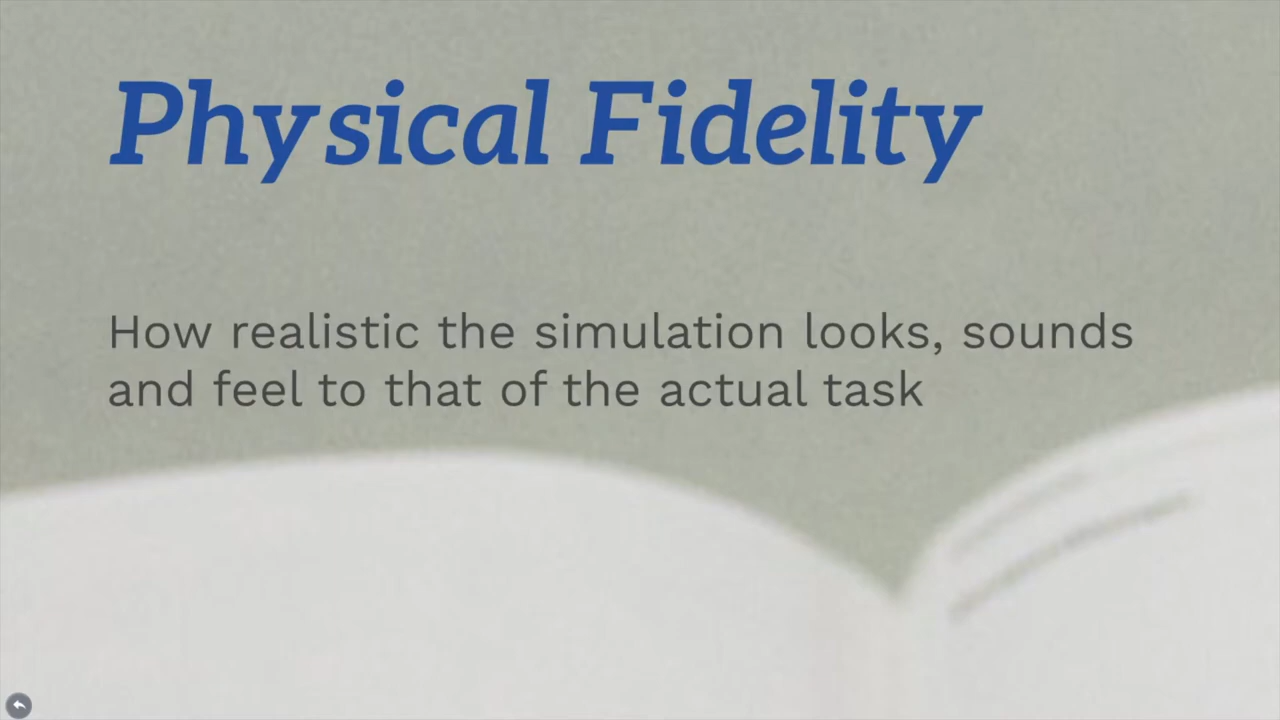 Physical Fidelity
How realistic the simulation looks, sounds
and feel to that of the actual task